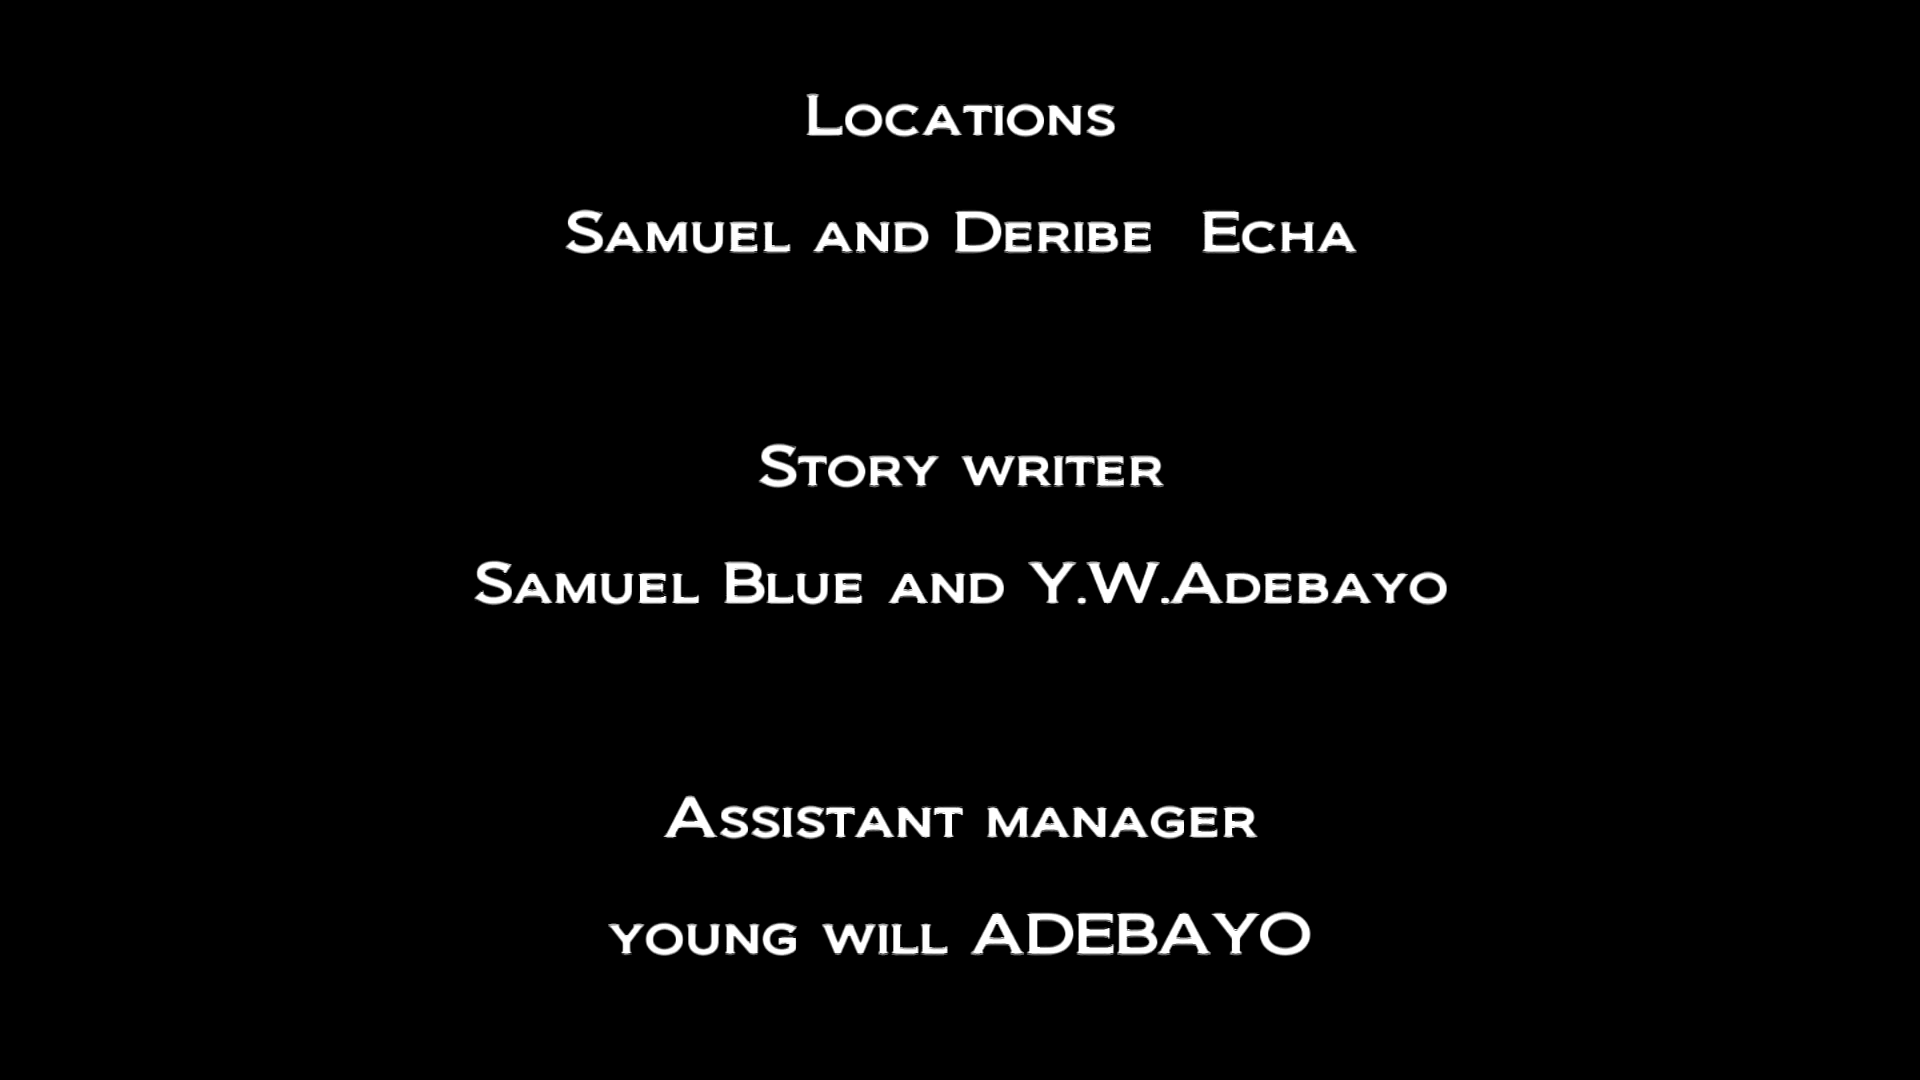 Locations
Samuel and Deribe  Echa
Story writer
Samuel Blue and Y.W.Adebayo
Assistant manager
young will ADEBAYO